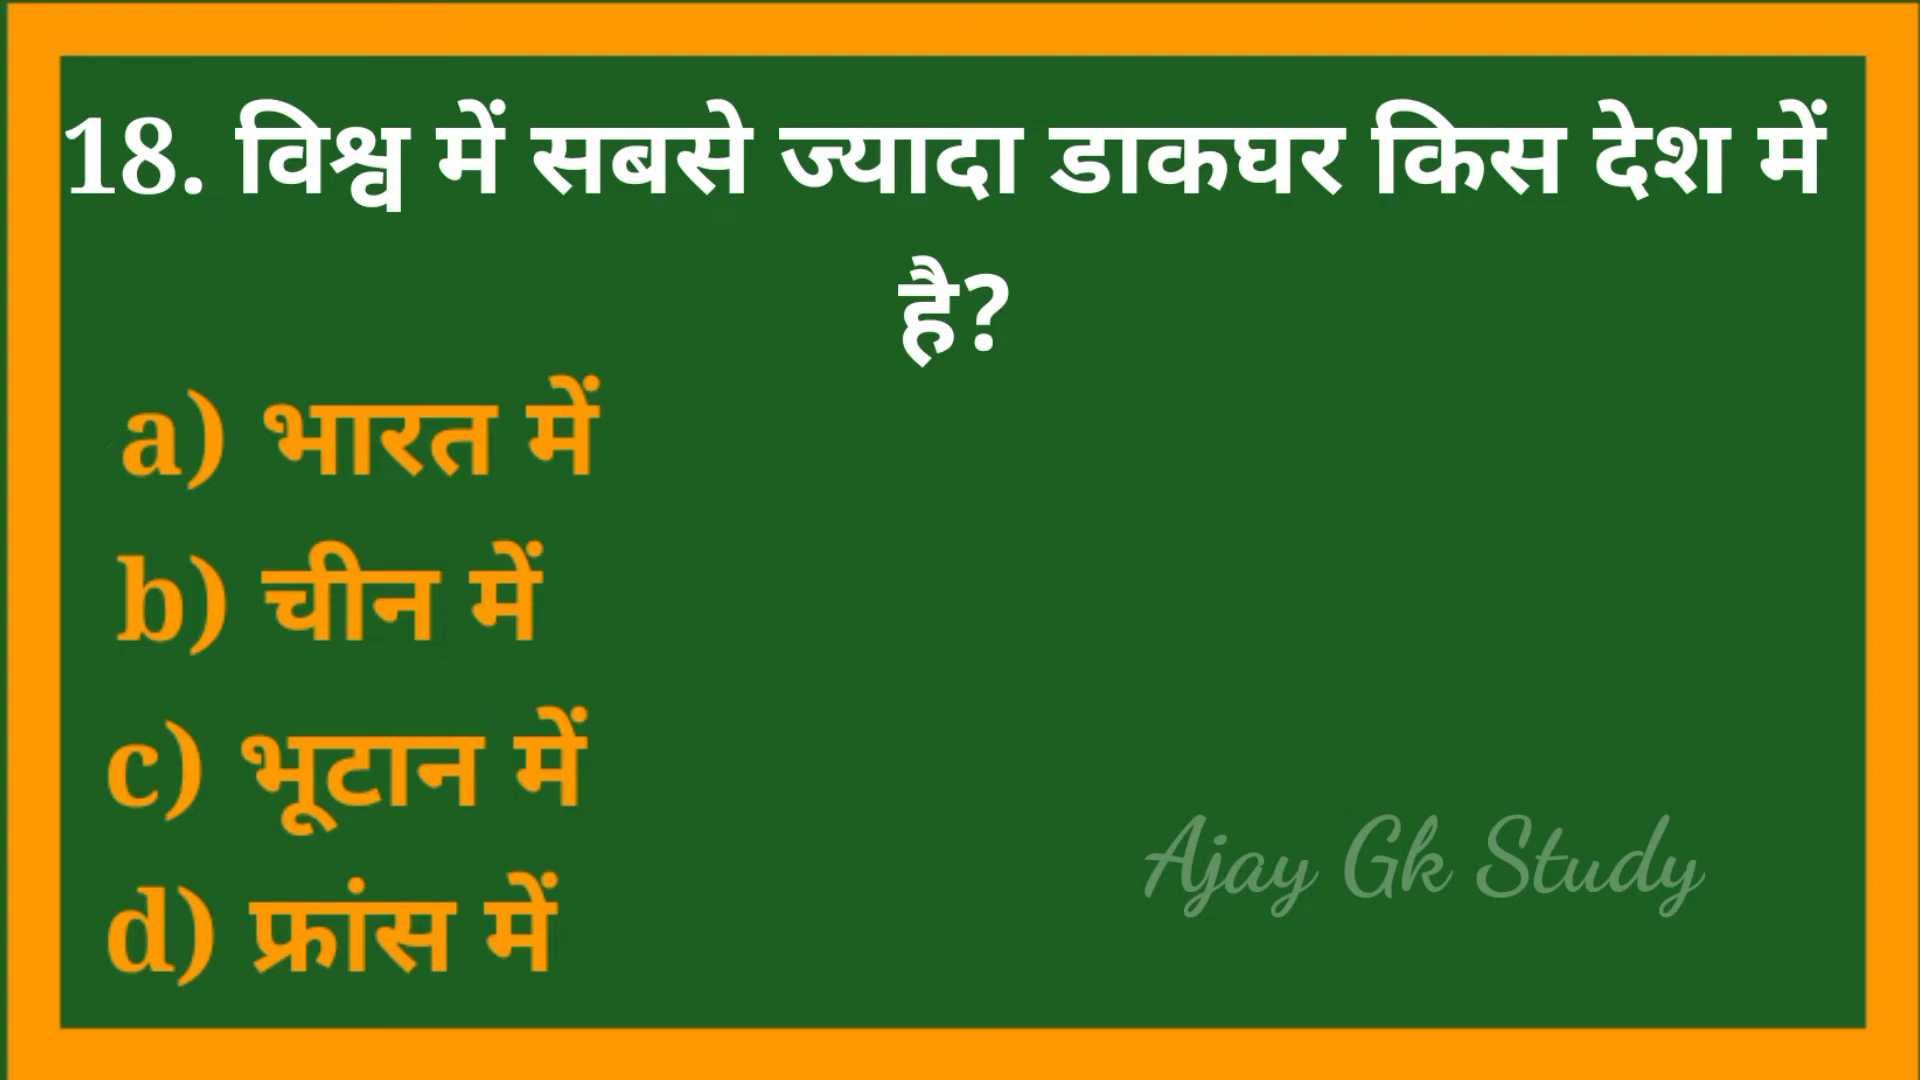 18. विश्व में सबसे ज्यादा डाकघर किस देश में
है?
a) भारत में
b) चीन में
c) भूटान में
d) फ्रांस में
Ajay Gk Study